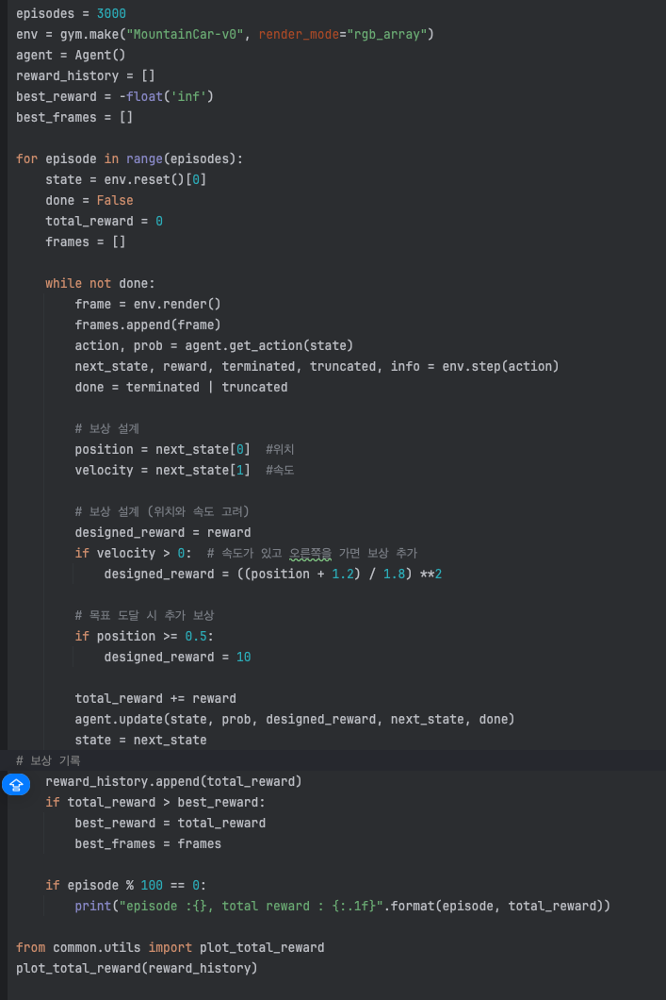 episodes = 3000
env = gym.make("MountainCar-v0", render_mode="rgb_array")
agent = Agent()
reward_history = []
best_reward = -float('inf')
best_frames = []
for episode in range(episodes):
    state = env.reset()[0]
    done = False
    total_reward = 0
    frames = []
    while not done:
        frame = env.render()
        frames.append(frame)
        action, prob = agent.get_action(state)
        next_state, reward, terminated, truncated, info = env.step(action)
        done = terminated | truncated
        # 보상 설계
        position = next_state[0]  #위치
        velocity = next_state[1]  #속도
        # 보상 설계 (위치와 속도 고려)
        designed_reward = reward
        if velocity > 0:  # 속도가 있고 오른쪽을 가면 보상 추가
            designed_reward = ((position + 1.2) / 1.8) **2
        # 목표 도달 시 추가 보상
        if position >= 0.5:
            designed_reward = 10
        total_reward += reward
        agent.update(state, prob, designed_reward, next_state, done)
        state = next_state
# 보상 기록
    reward_history.append(total_reward)
    if total_reward > best_reward:
        best_reward = total_reward
        best_frames = frames
    if episode % 100 == 0:
        print("episode :{}, total reward : {:.1f}".format(episode, total_reward))
from common.utils import plot_total_reward
plot_total_reward(reward_history)